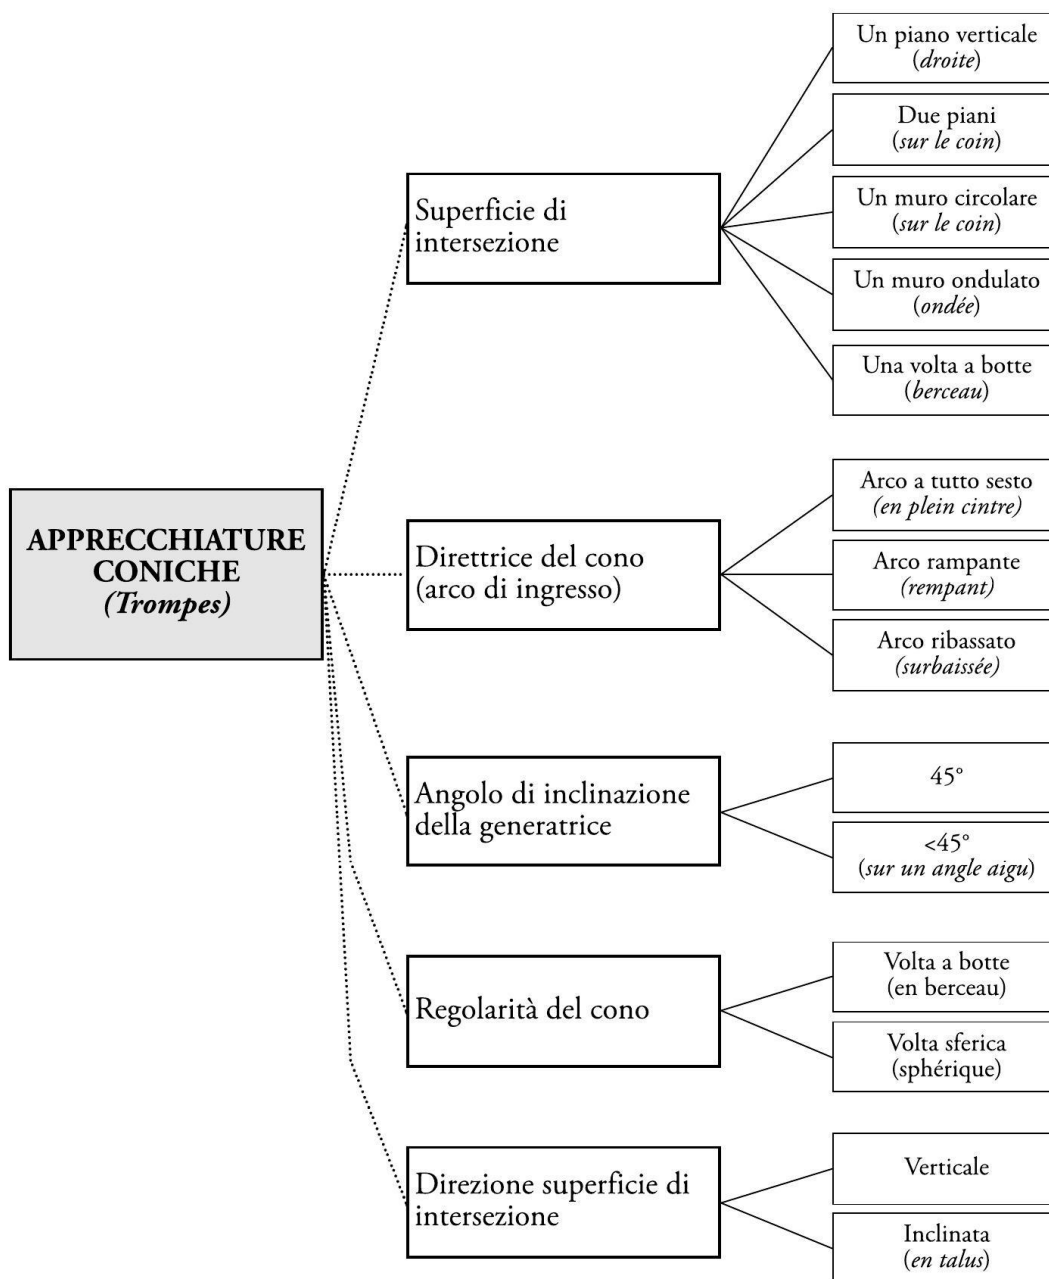 Un piano verticale
(droite)
Due piani
(sur le coin)
Superficie di
intersezione
Un muro circolare
(sur le coin)
Un muro ondulato
(ondée)
Una volta a botte
(berceau)
APPRECCHIATURE
CONICHE
(Trompes)
Direttrice del cono
(arco di ingresso)
Arco a tutto sesto
(en plein cintre)
Arco rampante
(rempant)
Arco ribassato
(surbaissée)
Angolo di inclinazione
della generatrice
45°
<45°
(sur un angle aigu)
Regolarità del cono
Volta a botte
(en berceau)
Volta sferica
(sphérique)
Direzione superficie di
intersezione
Verticale
Inclinata
(en talus)